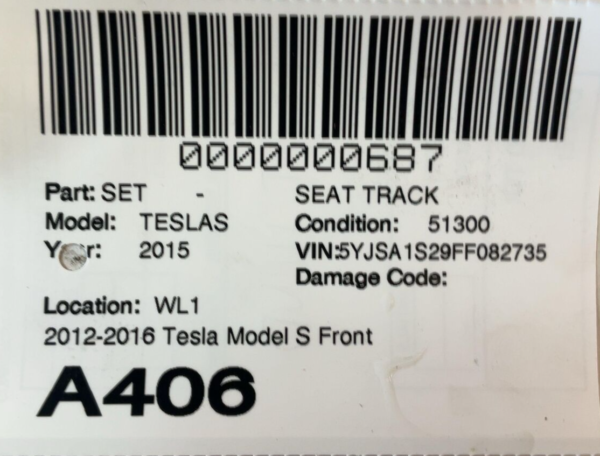 0000000687
Part: SET - SEAT TRACK
Model: TESLAS Condition: 51300
Year: 2015 VIN:5YJSA1S29FF082735
Damage Code:
Location: WL1
2012-2016 Tesla Model S Front
A406